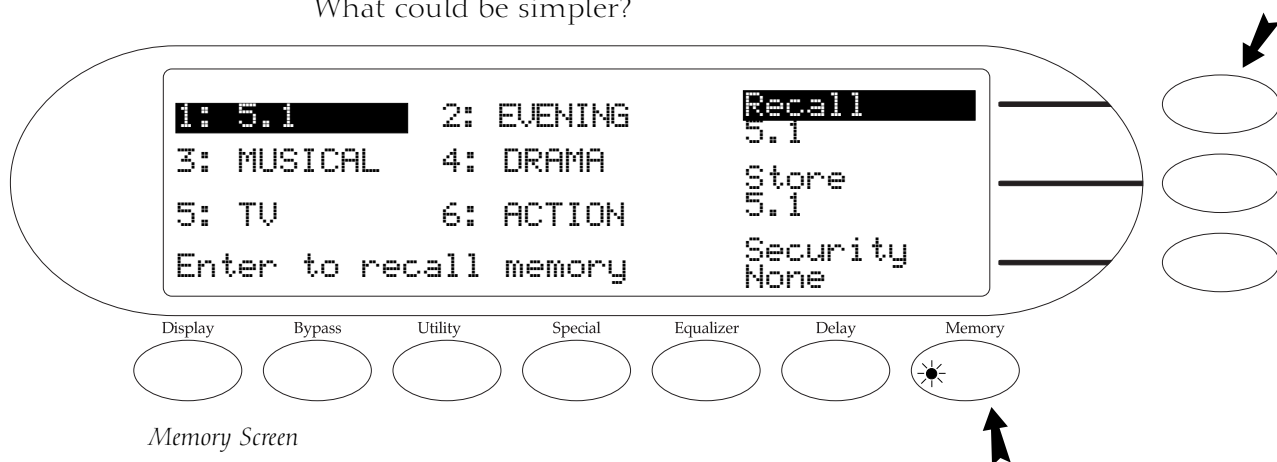 What could be simpler?
1: 5.1 2: EVENING
3: MUSICAL 4: DRAMA
5: TV 6: ACTION
Enter to recall memory
Recall
5.1
Store
5.1
Security
None
Display Bypass Utility Special Equalizer Delay Memory
Memory Screen